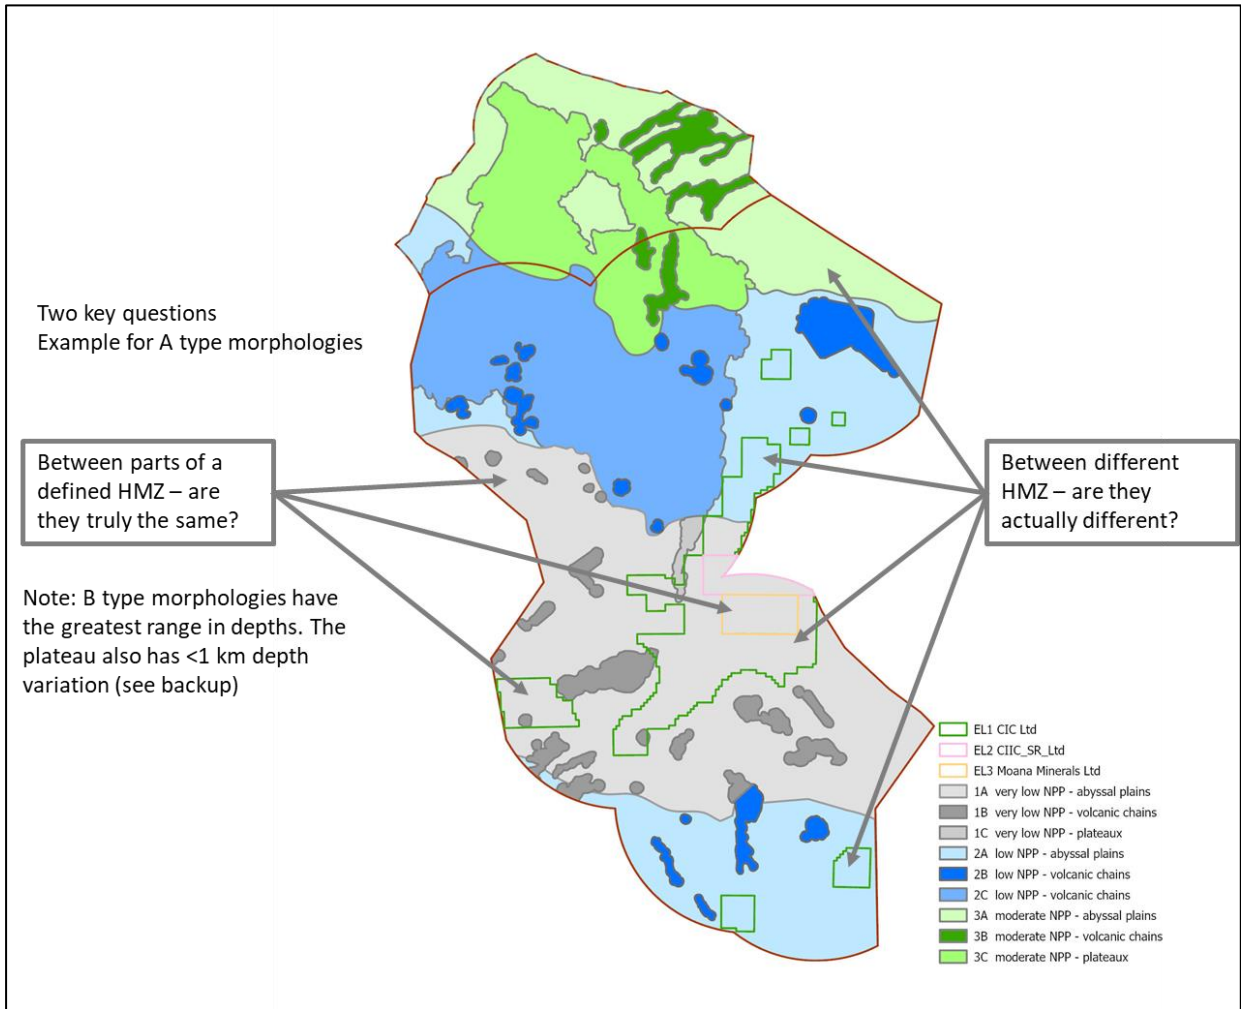 Two key questions
Example for A type morphologies
Between parts of a
defined HMZ – are
they truly the same?
Note: B type morphologies have
the greatest range in depths. The
plateau also has <1 km depth
variation (see backup)
Between different
HMZ – are they
actually different?
EL1 CIC Ltd
EL2 CIIC_SR_Ltd
EL3 Moana Minerals Ltd
1A very low NPP - abyssal plains
1B very low NPP - volcanic chains
1C very low NPP - plateaux
2A low NPP - abyssal plains
2B low NPP - volcanic chains
2C low NPP - volcanic chains
3A moderate NPP - abyssal plains
3B moderate NPP - volcanic chains
3C moderate NPP - plateaux